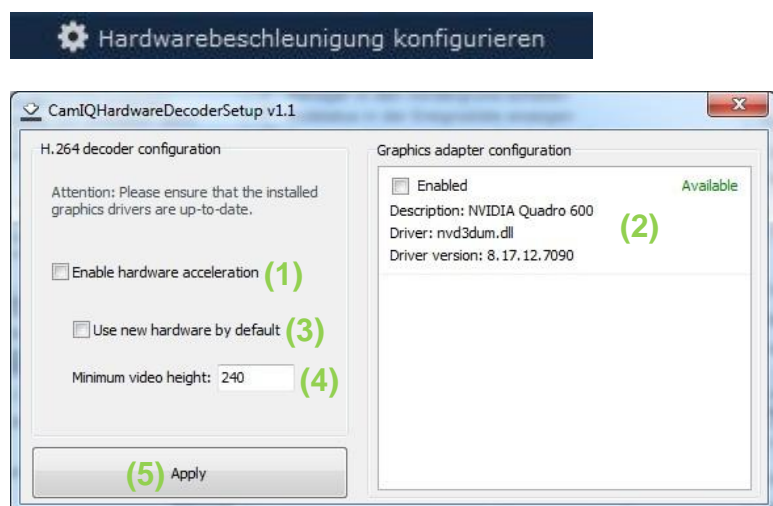 Hardwarebeschleunigung konfigurieren
CamIQHardwareDecoderSetup v1.1
H.264 decoder configuration
Attention: Please ensure that the installed
graphics drivers are up-to-date.
Enable hardware acceleration (1)
Use new hardware by default (3)
Minimum video height: 240 (4)
(5) Apply
Graphics adapter configuration
Enabled Available
Description: NVIDIA Quadro 600
(2)
Driver: nvd3dum.dll
Driver version: 8.17.12.7090